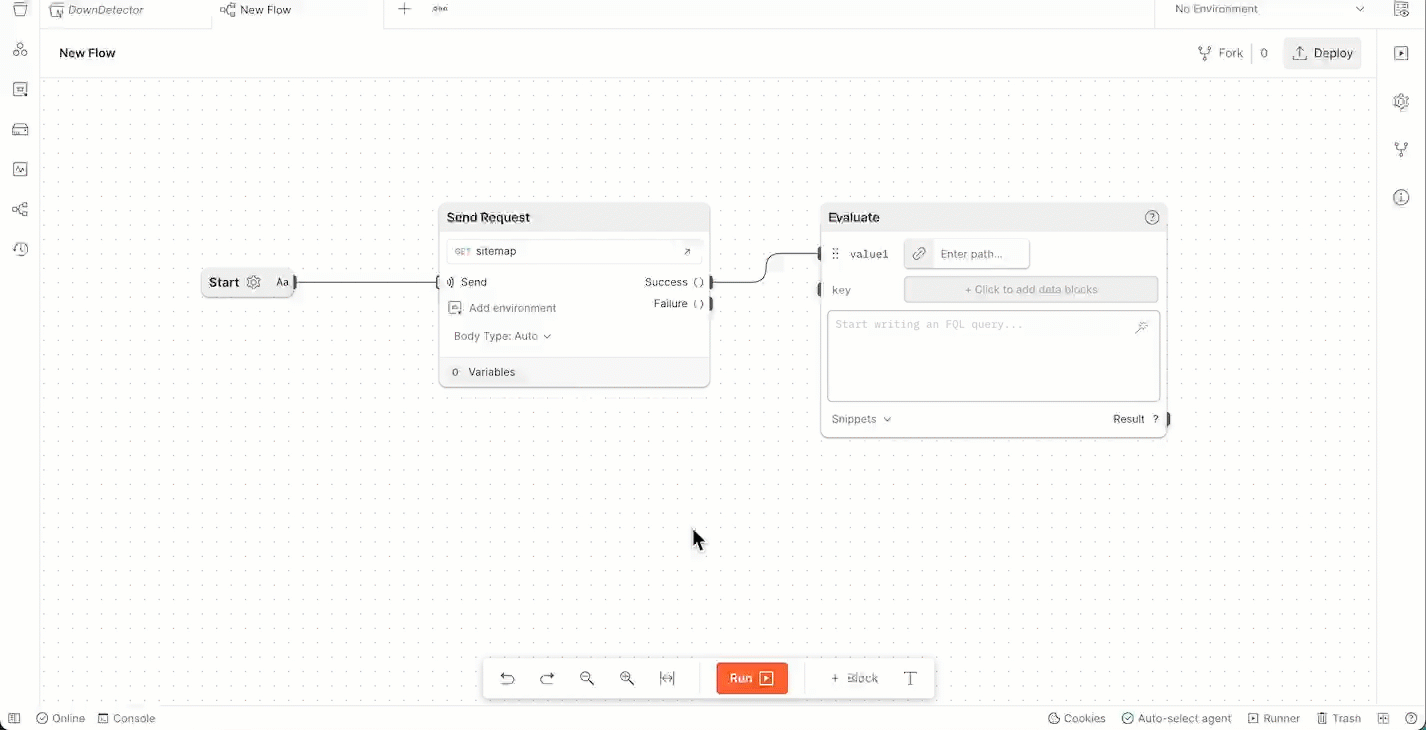 DownDetector
New Flow
No Environment
New Flow
Fork
0
Deploy
Send Request
GET sitemap
Send
Success ()
Failure ()
Add environment
Body Type: Auto
0 Variables
Start
Aa
Evaluate
value1
Enter path...
key
+ Click to add data blocks
Start writing an FQL query...
Snippets
Result ?
Run
+ Block
T
Online
Console
Cookies
Auto-select agent
Runner
Trash